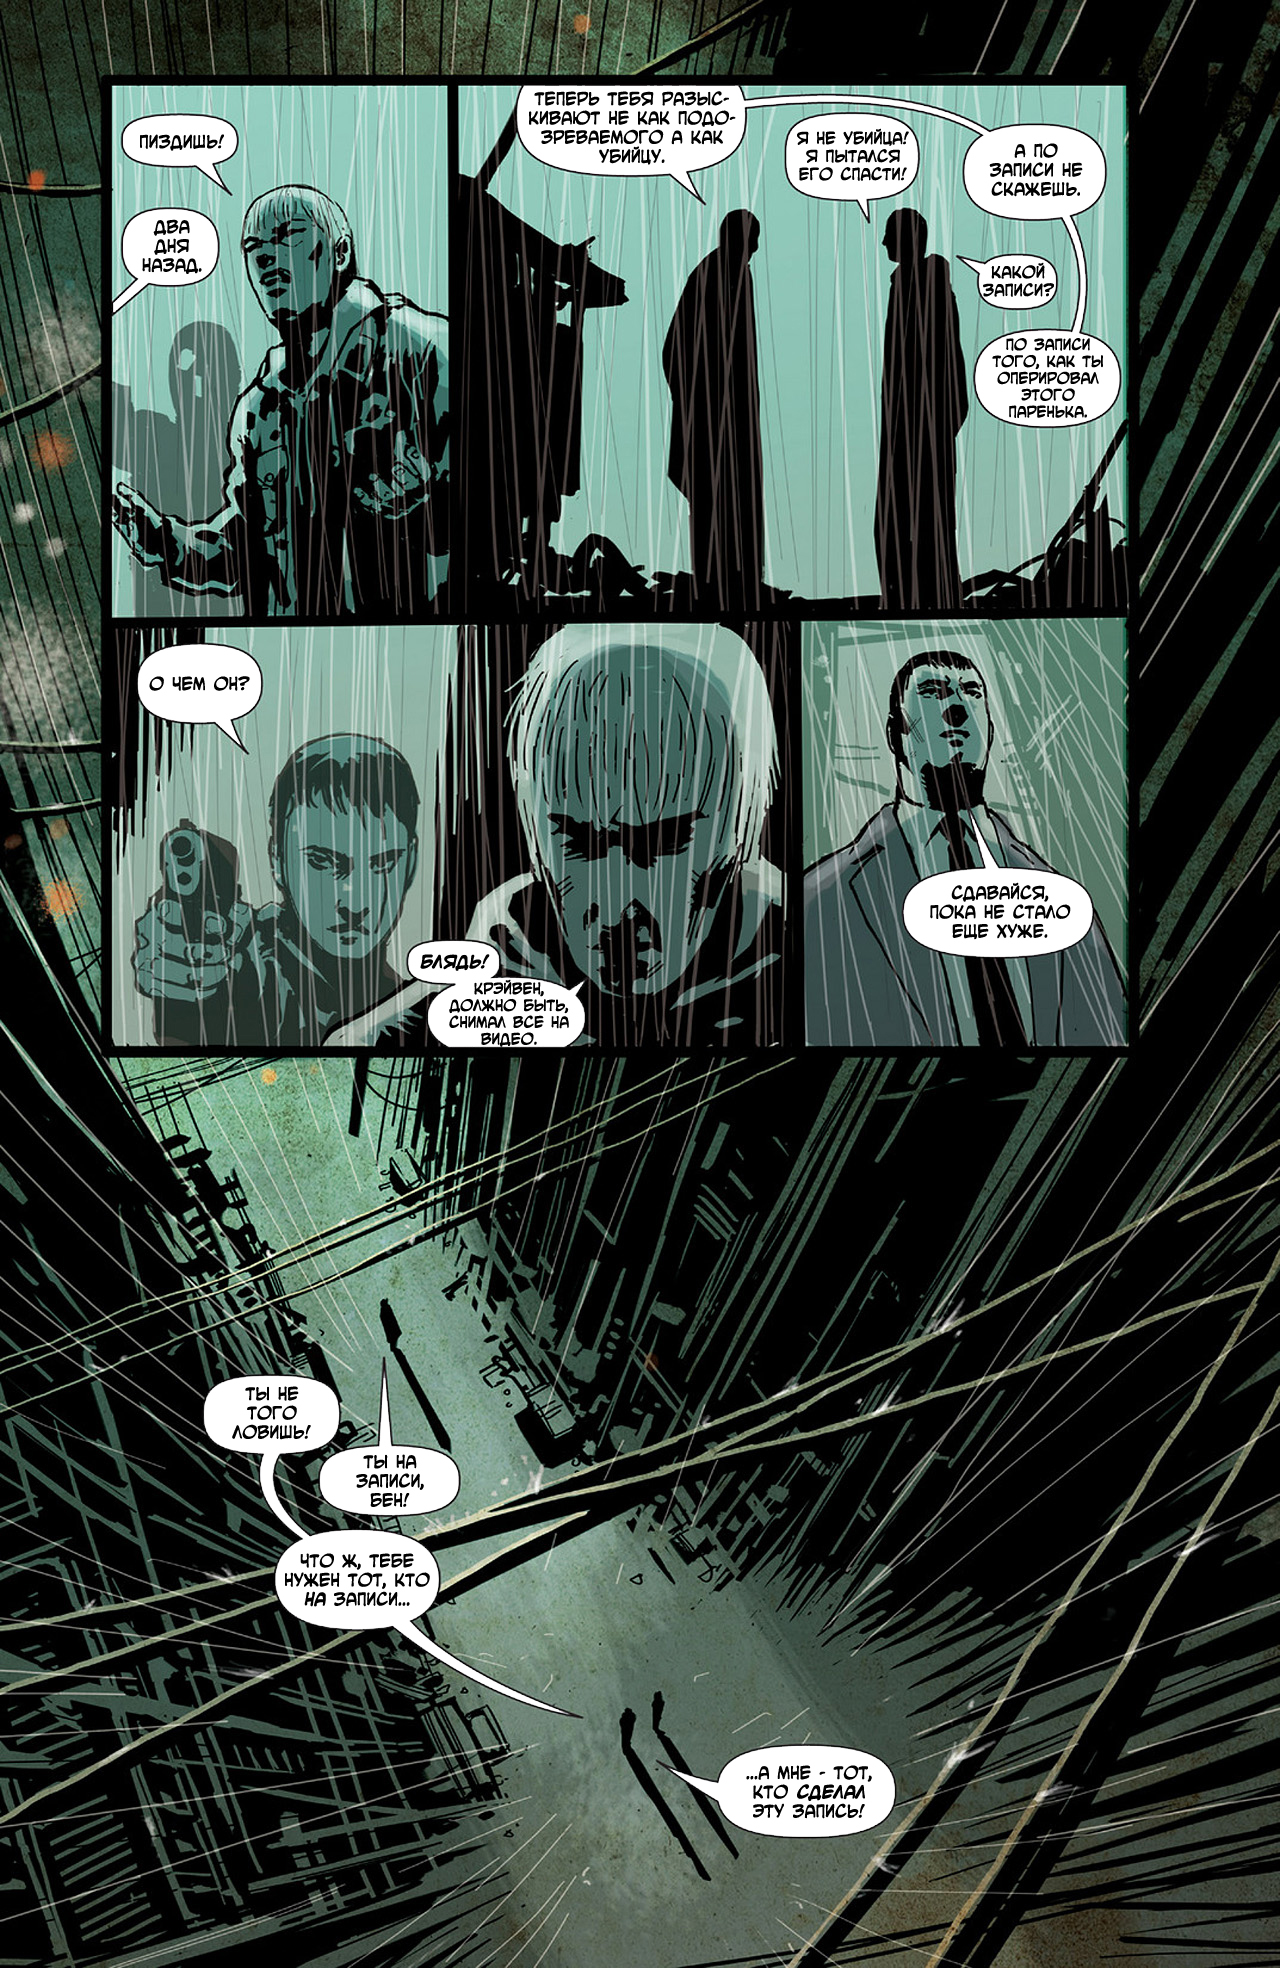 ПИЗДИШЬ!
ДВА
ДНЯ
НАЗАД.
ТЕПЕРЬ ТЕБЯ РАЗЫС-
КИВАЮТ НЕ КАК ПОДО-
ЗРЕВАЕМОГО А КАК
УБИЙЦУ.
Я НЕ УБИЙЦА!
Я ПЫТАЛСЯ
ЕГО СПАСТИ!
А ПО
ЗАПИСИ НЕ
СКАЖЕШЬ.
КАКОЙ
ЗАПИСИ?
ПО ЗАПИСИ
ТОГО, КАК ТЫ
ОПЕРИРОВАЛ
ЭТОГО
ПАРЕНЬКА.
О ЧЕМ ОН?
БЛЯДЬ!
КРЭЙВЕН,
ДОЛЖНО БЫТЬ,
СНИМАЛ ВСЕ НА
ВИДЕО.
СДАВАЙСЯ,
ПОКА НЕ СТАЛО
ЕЩЕ ХУЖЕ.
ТЫ НЕ
ТОГО
ЛОВИШЬ!
ТЫ НА
ЗАПИСИ,
БЕН!
ЧТО Ж, ТЕБЕ
НУЖЕН ТОТ, КТО
НА ЗАПИСИ...
...А МНЕ - ТОТ,
КТО СДЕЛАЛ
ЭТУ ЗАПИСЬ!